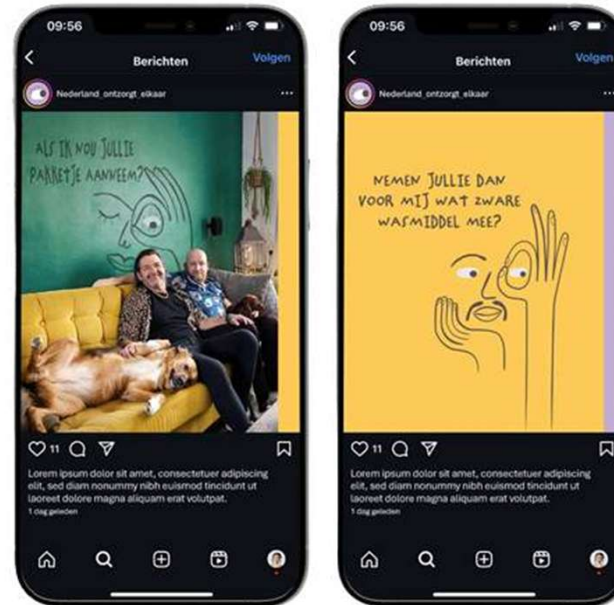 09:56
Berichten
Volgen
Nederland_ontzorgt_elkaar
ALS IK NOU JULLIE
PAKKETJE AANNEEM?
11
Lorem ipsum dolor sit amet, consectetuer adipiscing
elit, sed diam nonummy nibh euismod tincidunt ut
laoreet dolore magna aliquam erat volutpat.
1 dag geleden
09:56
Berichten
Volgen
Nederland_ontzorgt_elkaar
NEMEN JULLIE DAN
VOOR MIJ WAT ZWARE
WASMIDDEL MEE?
11
Lorem ipsum dolor sit amet, consectetuer adipiscing
elit, sed diam nonummy nibh euismod tincidunt ut
laoreet dolore magna aliquam erat volutpat.
1 dag geleden